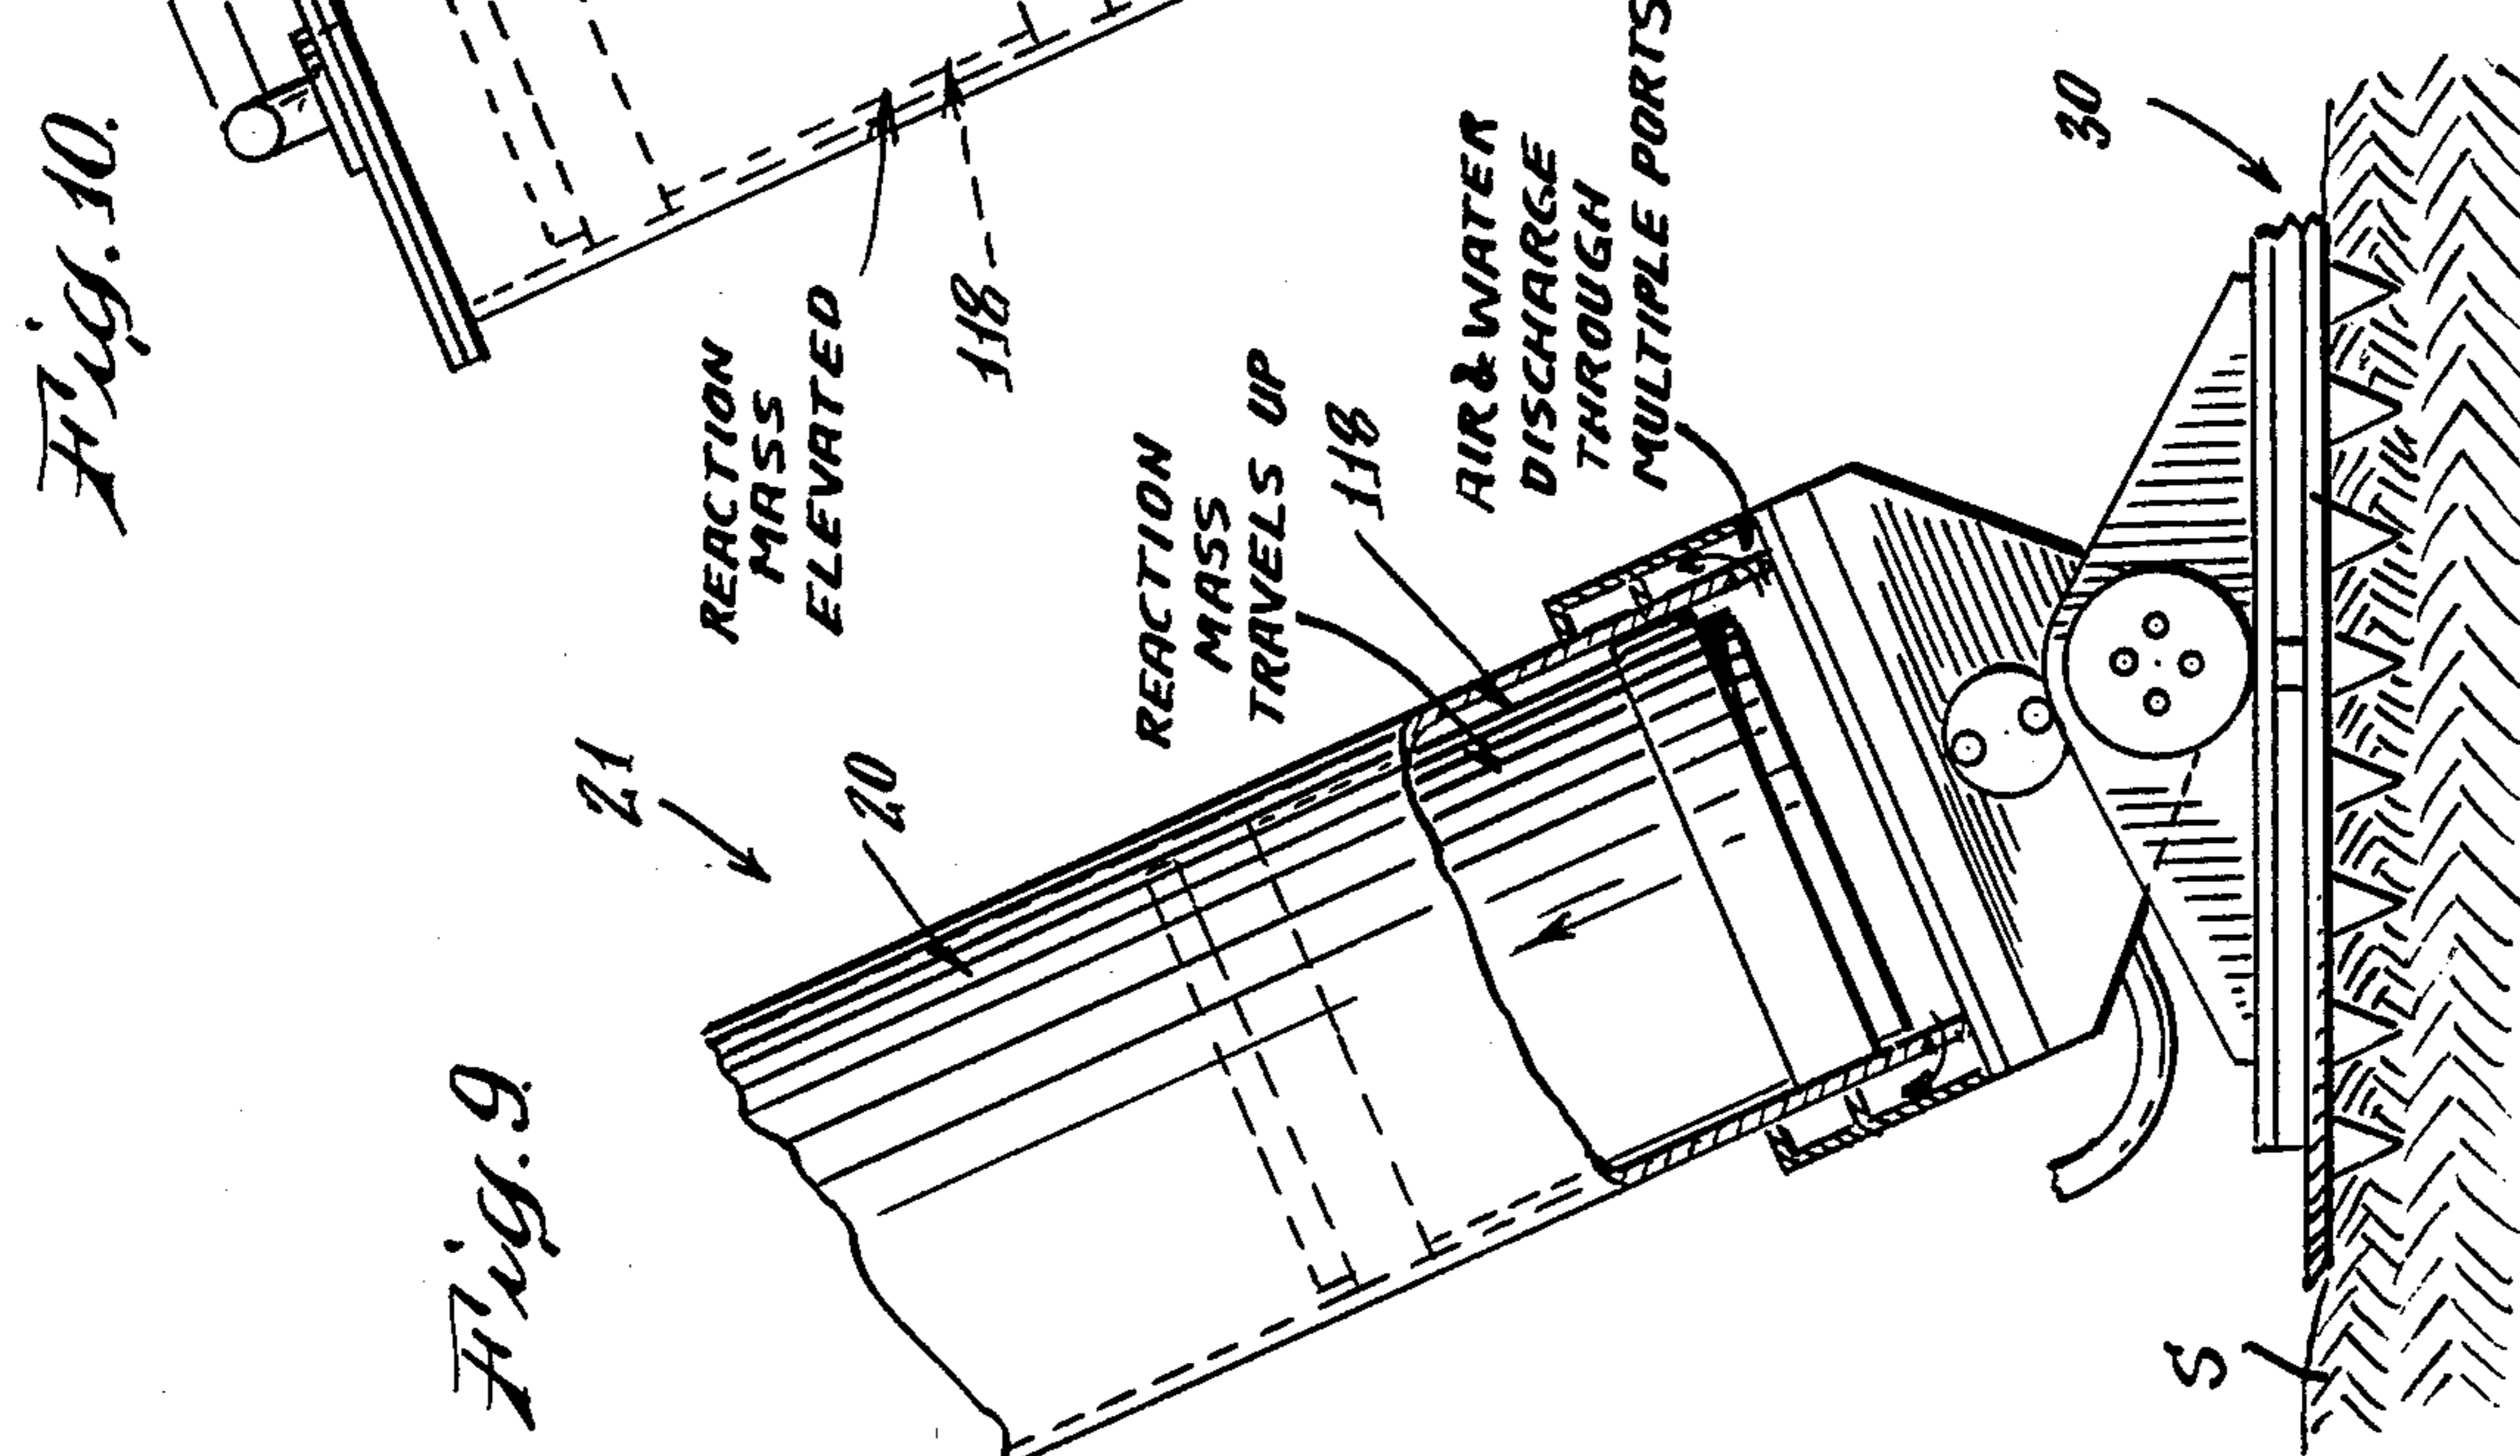 Fig. 10.
REACTION
MASS
ELEVATED
118
Fig. 9.
21
20
REACTION
MASS
TRAVELS UP
118
AIR & WATER
DISCHARGE
THROUGH
MULTIPLE PORTS
30
S